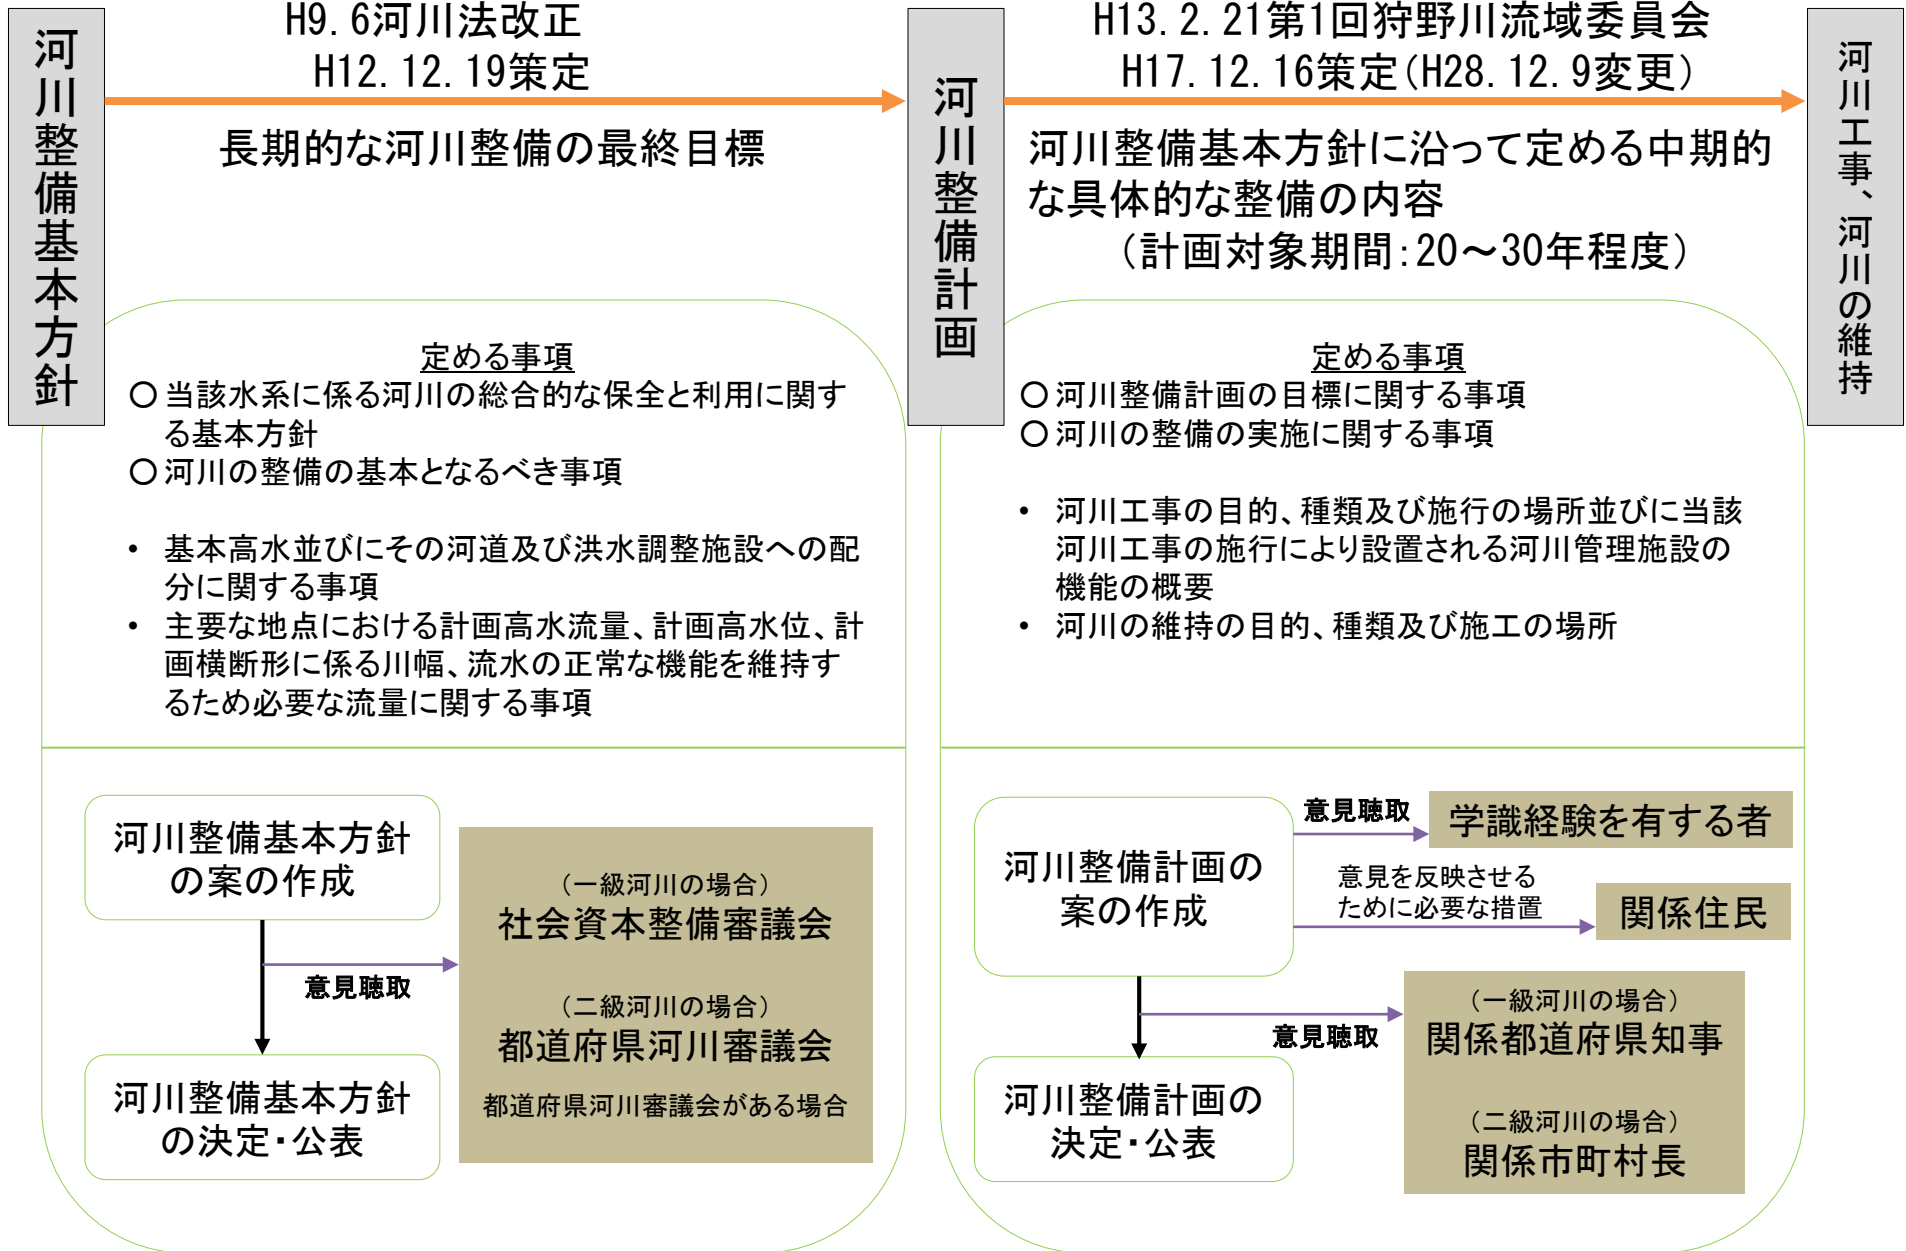 河川整備基本方針
H9.6河川法改正
H12.12.19策定
長期的な河川整備の最終目標
定める事項
〇当該水系に係る河川の総合的な保全と利用に関す
る基本方針
〇河川の整備の基本となるべき事項
• 基本高水並びにその河道及び洪水調整施設への配
分に関する事項
• 主要な地点における計画高水流量、計画高水位、計
画横断形に係る川幅、流水の正常な機能を維持す
るため必要な流量に関する事項
河川整備基本方針
の案の作成
意見聴取
（一級河川の場合）
社会資本整備審議会
（二級河川の場合）
都道府県河川審議会
都道府県河川審議会がある場合
河川整備基本方針
の決定・公表
河川整備計画
H13.2.21第1回狩野川流域委員会
H17.12.16策定（H28.12.9変更）
河川整備基本方針に沿って定める中期的
な具体的な整備の内容
（計画対象期間：20～30年程度）
定める事項
〇河川整備計画の目標に関する事項
〇河川の整備の実施に関する事項
• 河川工事の目的、種類及び施行の場所並びに当該
河川工事の施行により設置される河川管理施設の
機能の概要
• 河川の維持の目的、種類及び施工の場所
河川整備計画の
案の作成
意見聴取
学識経験を有する者
意見を反映させる
ために必要な措置
関係住民
意見聴取
（一級河川の場合）
関係都道府県知事
（二級河川の場合）
関係市町村長
河川整備計画の
決定・公表
河川工事、河川の維持